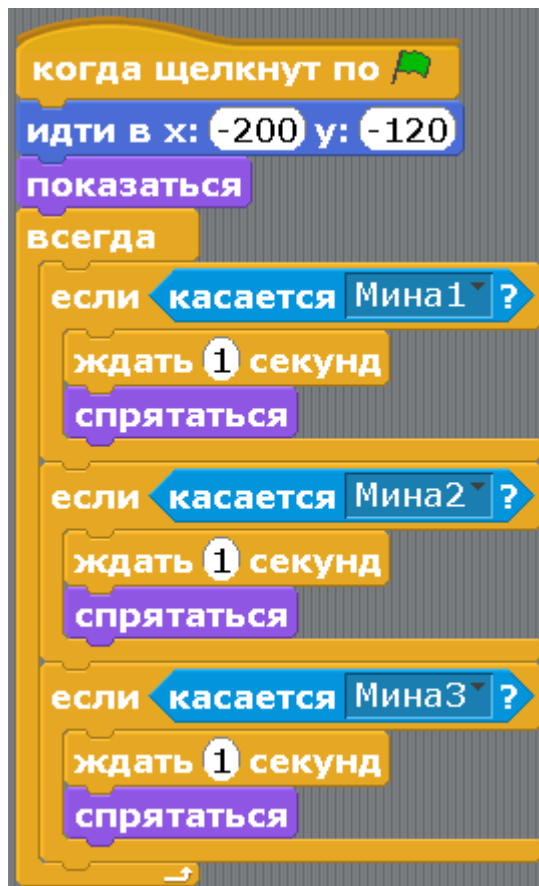 когда щелкнут по
идти в x: -200 y: -120
показаться
всегда
если касается Мина1 ?
ждать 1 секунд
спрятаться
если касается Мина2 ?
ждать 1 секунд
спрятаться
если касается Мина3 ?
ждать 1 секунд
спрятаться